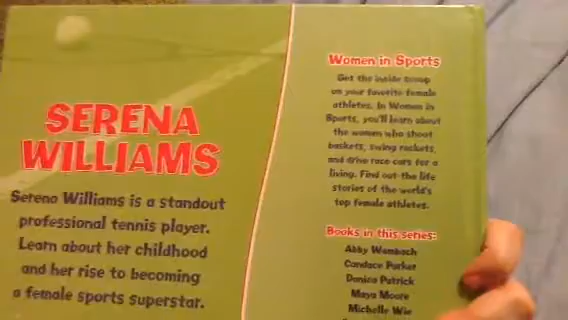 SERENA
WILLIAMS
Serena Williams is a standout
professional tennis player.
Learn about her childhood
and her rise to becoming
a female sports superstar.
Women in Sports
Get the inside scoop
on your favorite female
athletes. In Women in
Sports, you'll learn about
the women who shoot
baskets, swing rackets,
and drive race cars for a
living. Find out the life
stories of the world's
top female athletes.
Books in this series:
Abby Wambach
Candace Parker
Danica Patrick
Maya Moore
Michelle Wie